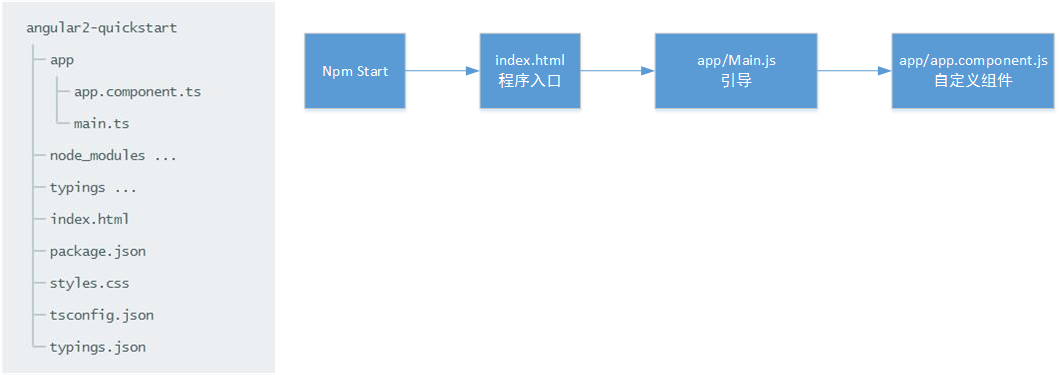 angular2-quickstart
app
app.component.ts
main.ts
node_modules ...
typings ...
index.html
package.json
styles.css
tsconfig.json
typings.json
Npm Start
index.html
程序入口
app/Main.js
引导
app/app.component.js
自定义组件